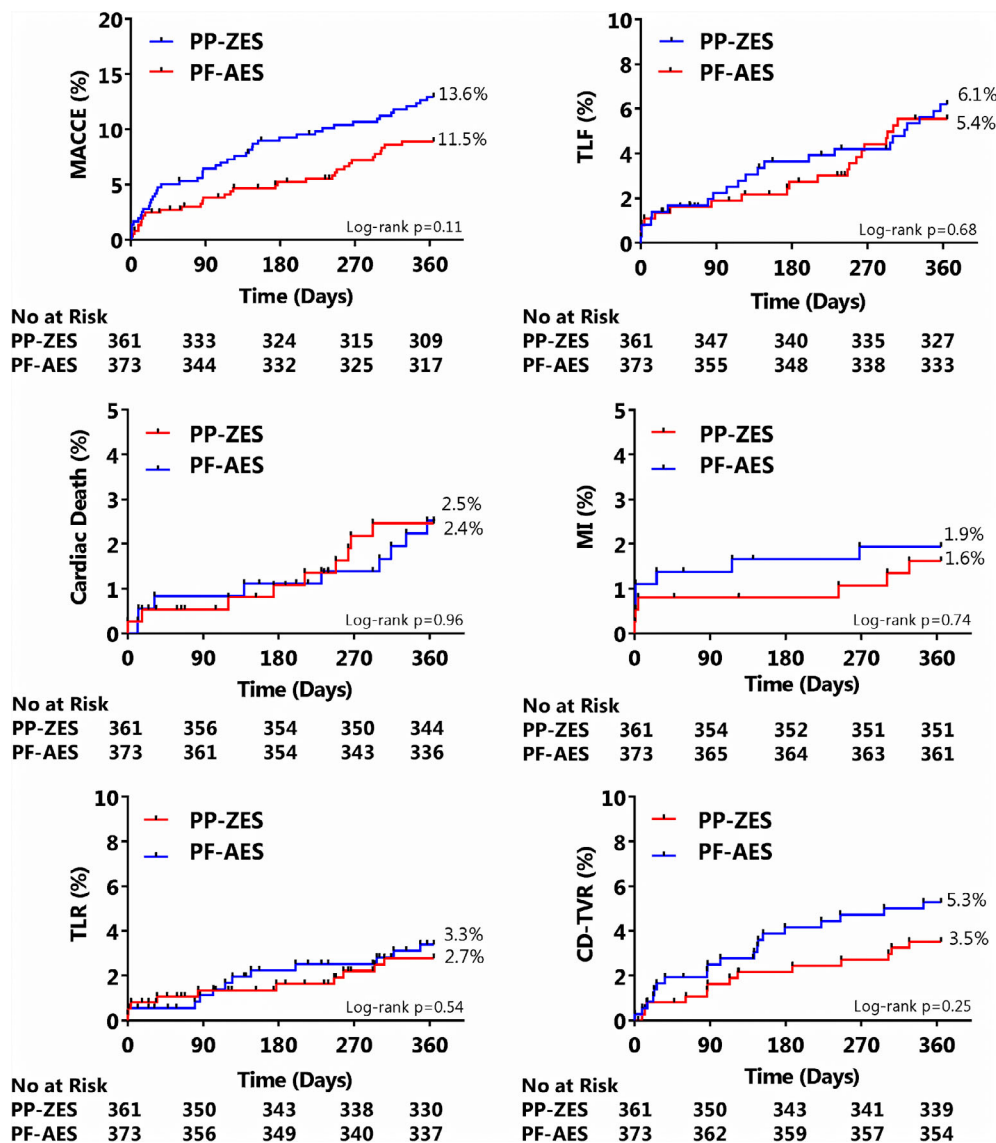 MACCE (%)
20
15
10
5
0
PP-ZES
PF-AES
13.6%
11.5%
Log-rank p=0.11
0 90 180 270 360
Time (Days)
No at Risk
PP-ZES 361 333 324 315 309
PF-AES 373 344 332 325 317
TLF (%)
10
8
6
4
2
0
PP-ZES
PF-AES
6.1%
5.4%
Log-rank p=0.68
0 90 180 270 360
Time (Days)
No at Risk
PP-ZES 361 347 340 335 327
PF-AES 373 355 348 338 333
Cardiac Death (%)
5
4
3
2
1
0
PP-ZES
PF-AES
2.5%
2.4%
Log-rank p=0.96
0 90 180 270 360
Time (Days)
No at Risk
PP-ZES 361 356 354 350 344
PF-AES 373 361 354 343 336
MI (%)
5
4
3
2
1
0
PP-ZES
PF-AES
1.9%
1.6%
Log-rank p=0.74
0 90 180 270 360
Time (Days)
No at Risk
PP-ZES 361 354 352 351 351
PF-AES 373 365 364 363 361
TLR (%)
10
8
6
4
2
0
PP-ZES
PF-AES
3.3%
2.7%
Log-rank p=0.54
0 90 180 270 360
Time (Days)
No at Risk
PP-ZES 361 350 343 338 330
PF-AES 373 356 349 340 337
CD-TVR (%)
10
8
6
4
2
0
PP-ZES
PF-AES
5.3%
3.5%
Log-rank p=0.25
0 90 180 270 360
Time (Days)
No at Risk
PP-ZES 361 350 343 341 339
PF-AES 373 362 359 357 354